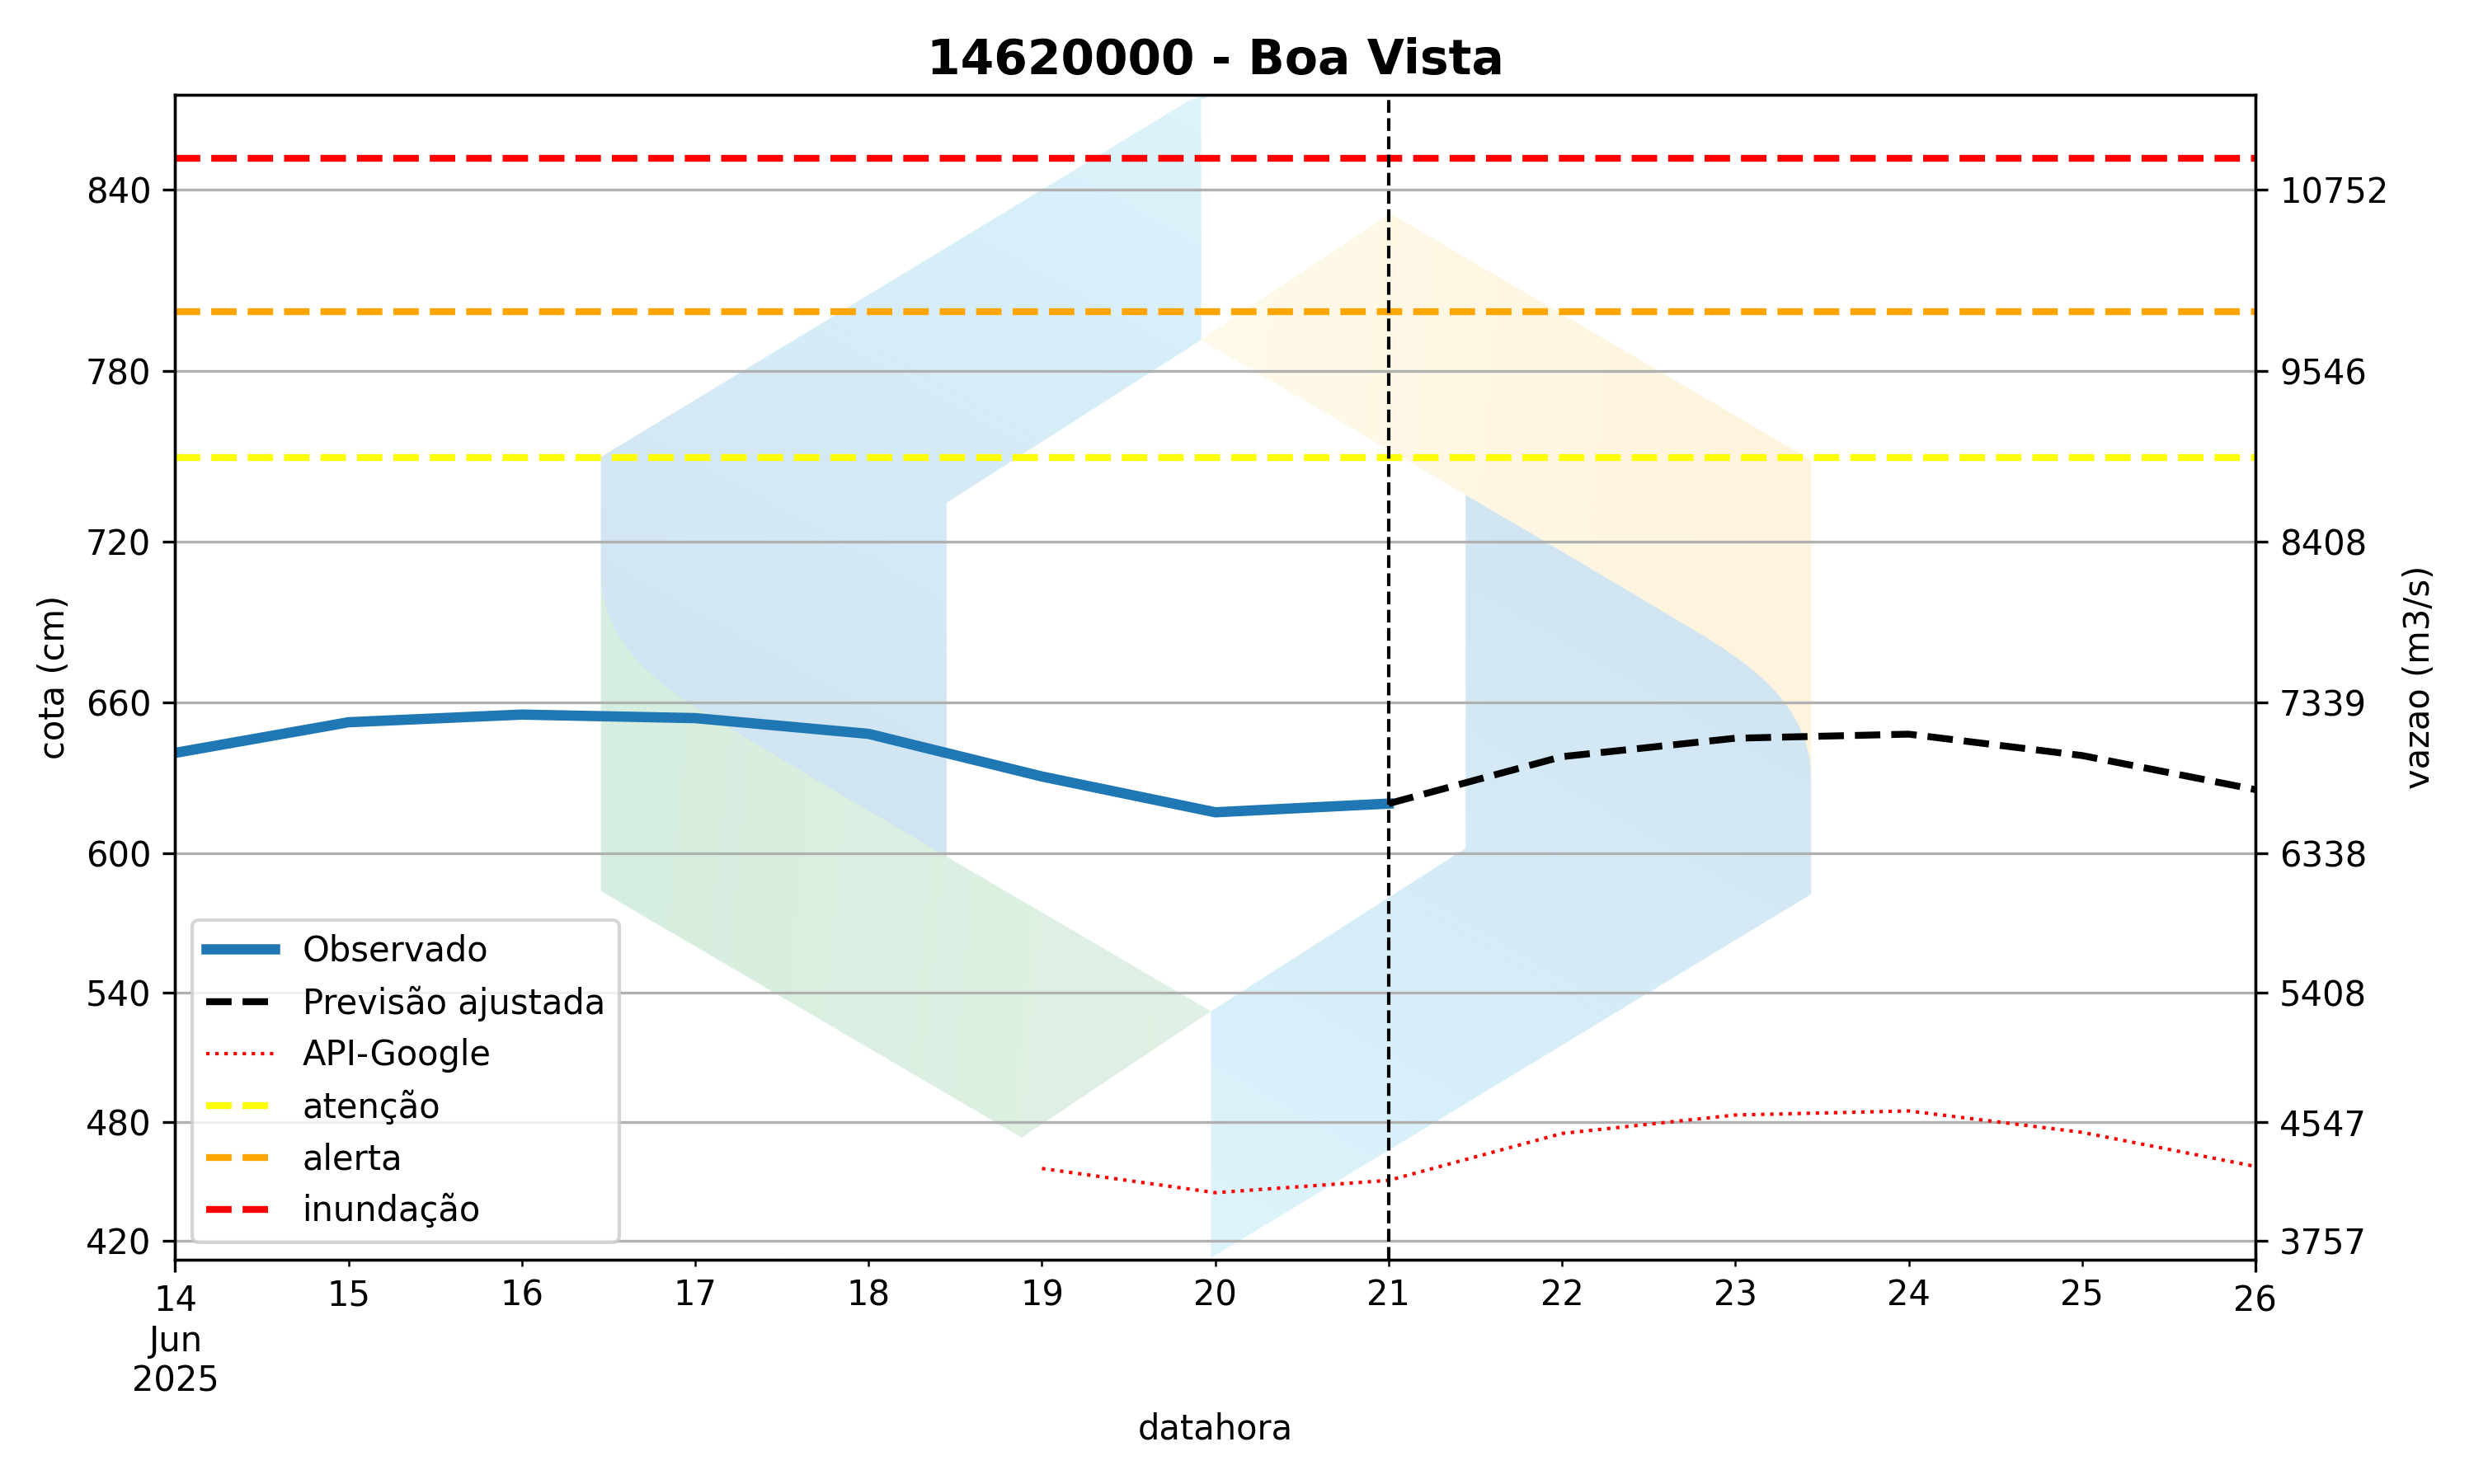 14620000 - Boa Vista
840
780
720
660
600
540
480
420
cota (cm)
10752
9546
8408
7339
6338
5408
4547
3757
vazao (m3/s)
Observado
Previsão ajustada
API-Google
atenção
alerta
inundação
14 15 16 17 18 19 20 21 22 23 24 25 26
Jun
2025
datahora